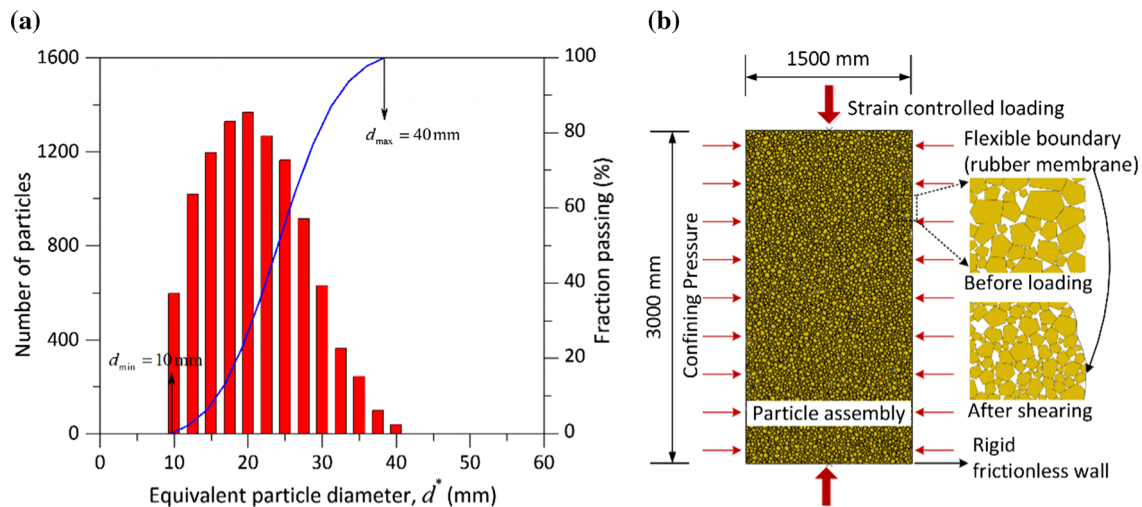 (a)
1600
1200
800
400
0
Number of particles
100
80
60
40
20
0
Fraction passing (%)
d_max = 40 mm
d_min = 10 mm
0 10 20 30 40 50 60
Equivalent particle diameter, d* (mm)
(b)
1500 mm
Strain controlled loading
Flexible boundary
(rubber membrane)
3000 mm
Confining Pressure
Before loading
After shearing
Particle assembly
Rigid
frictionless wall